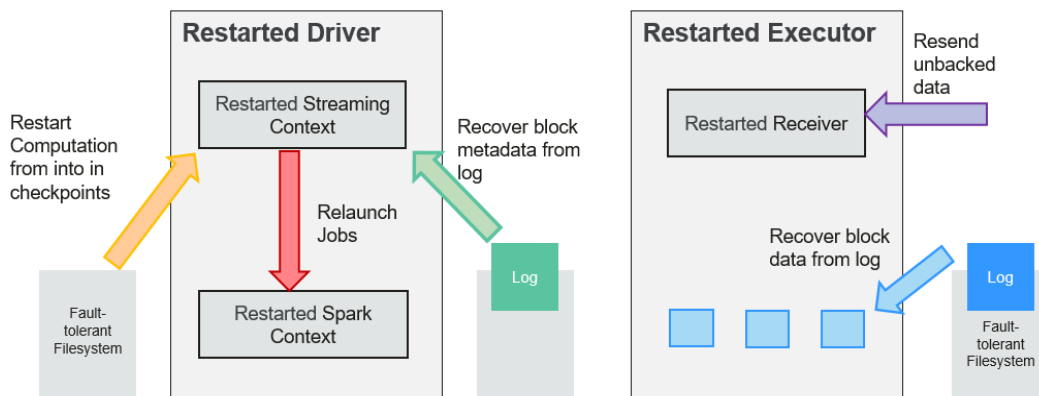 Restarted Driver
Restarted Streaming
Context
Restart
Computation
from into in
checkpoints
Recover block
metadata from
log
Relaunch
Jobs
Log
Restarted Spark
Context
Fault-
tolerant
Filesystem
Restarted Executor
Resend
unbacked
data
Restarted Receiver
Recover block
data from log
Log
Fault-
tolerant
Filesystem